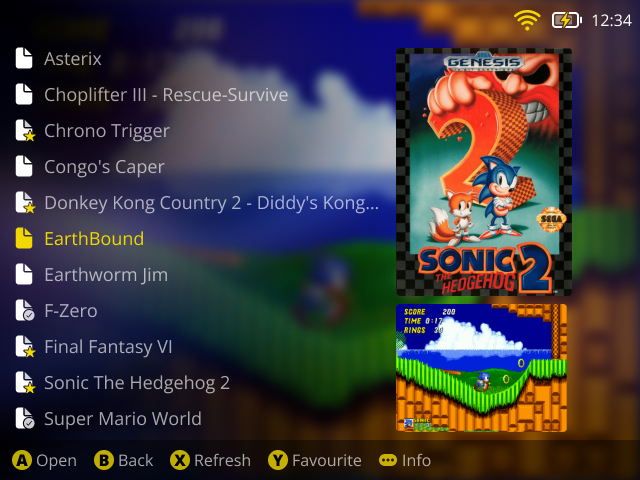 12:34
Asterix
Choplifter III - Rescue-Survive
Chrono Trigger
Congo's Caper
Donkey Kong Country 2 - Diddy's Kong...
EarthBound
Earthworm Jim
F-Zero
Final Fantasy VI
Sonic The Hedgehog 2
Super Mario World
GENESIS
2
SEGA
SONIC 2
THE
HEDGEHOG
SCORE 200
TIME 0:17
A Open B Back X Refresh Y Favourite Info